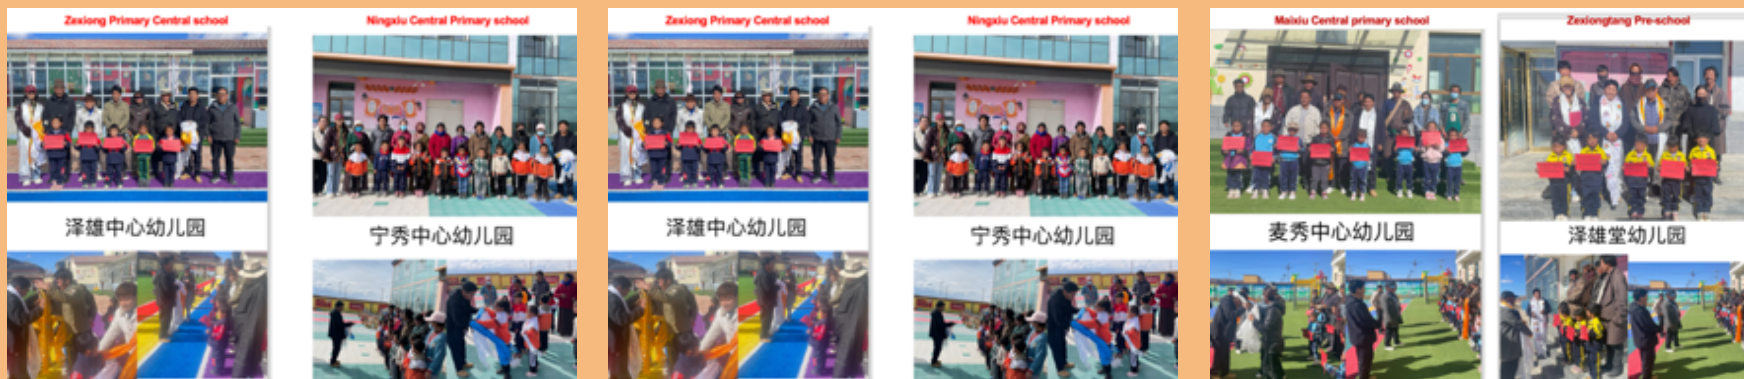 Zexiong Primary Central school
泽雄中心幼儿园
Ningxiu Central Primary school
宁秀中心幼儿园
Zexiong Primary Central school
泽雄中心幼儿园
Ningxiu Central Primary school
宁秀中心幼儿园
Maixiu Central primary school
麦秀中心幼儿园
Zexiongtang Pre-school
泽雄堂幼儿园